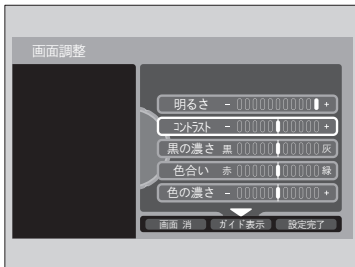 画面調整
明るさ - +
コントラスト - +
黒の濃さ 黒 灰
色合い 赤 緑
色の濃さ - +
画面 消 ガイド表示 設定完了